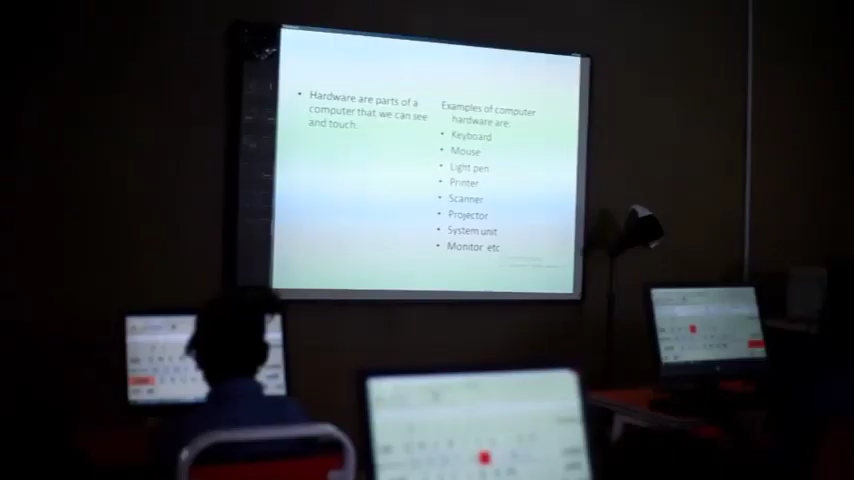 • Hardware are parts of a
computer that we can see
and touch.
Examples of computer
hardware are:
• Keyboard
• Mouse
• Light pen
• Printer
• Scanner
• Projector
• System unit
• Monitor etc